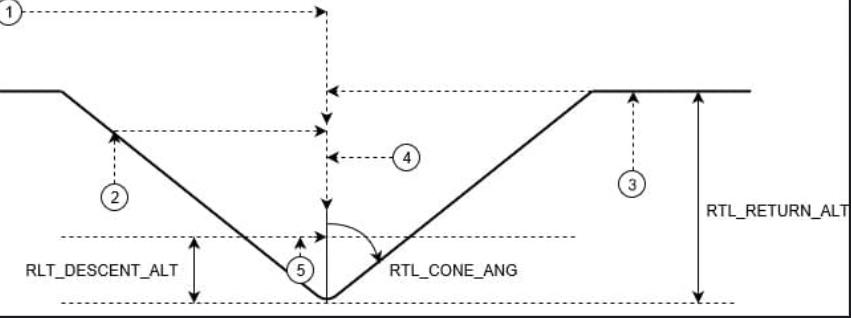 1
4
2
3
RTL_RETURN_ALT
RLT_DESCENT_ALT
5
RTL_CONE_ANG